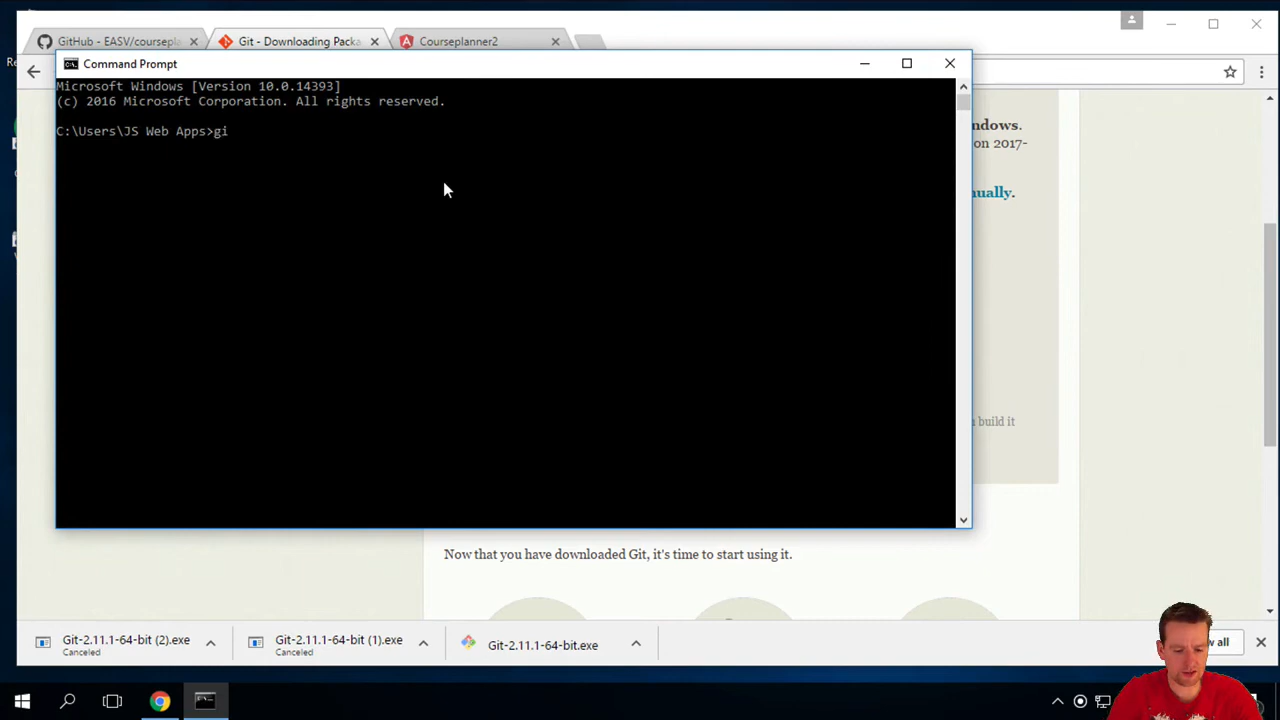 GitHub - EASV/coursepl
Git - Downloading Packa
Courseplanner2
Command Prompt
Microsoft Windows [Version 10.0.14393]
(c) 2016 Microsoft Corporation. All rights reserved.
C:\Users\JS Web Apps>gi
ndows.
on 2017-
nually.
build it
Now that you have downloaded Git, it's time to start using it.
Git-2.11.1-64-bit (2).exe
Canceled
Git-2.11.1-64-bit (1).exe
Canceled
Git-2.11.1-64-bit.exe
all